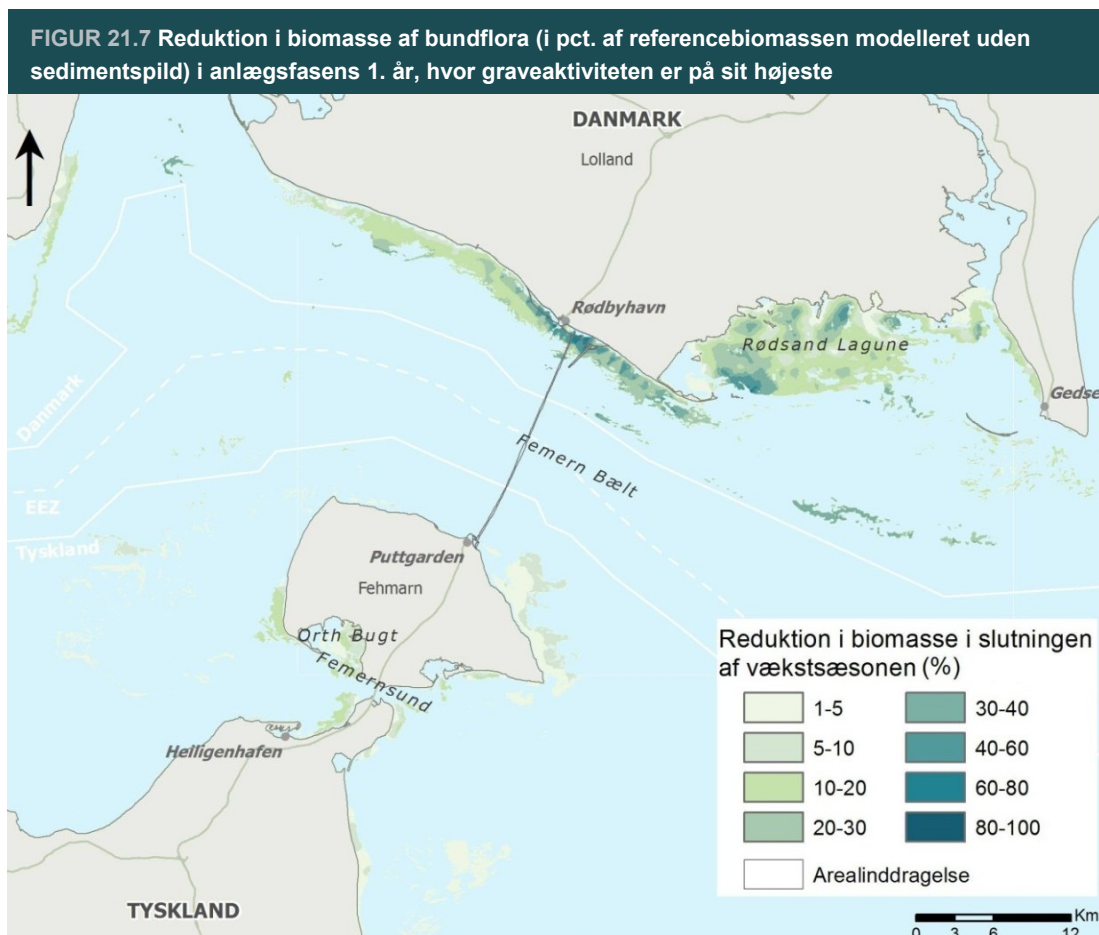 FIGUR 21.7 Reduktion i biomasse af bundflora (i pct. af referencebiomassen modelleret uden
sedimentspild) i anlægsfasens 1. år, hvor graveaktiviteten er på sit højeste
DANMARK
Lolland
Rødbyhavn
Rødsand Lagune
Gedse
Danmark
Femern Bælt
EEZ
Tyskland
Puttgarden
Fehmarn
Orth Bugt
Femernsund
Heiligenhafen
TYSKLAND
Reduktion i biomasse i slutningen
af vækstsæsonen (%)
1-5
30-40
5-10
40-60
10-20
60-80
20-30
80-100
Arealinddragelse
Km
0 3 6 12